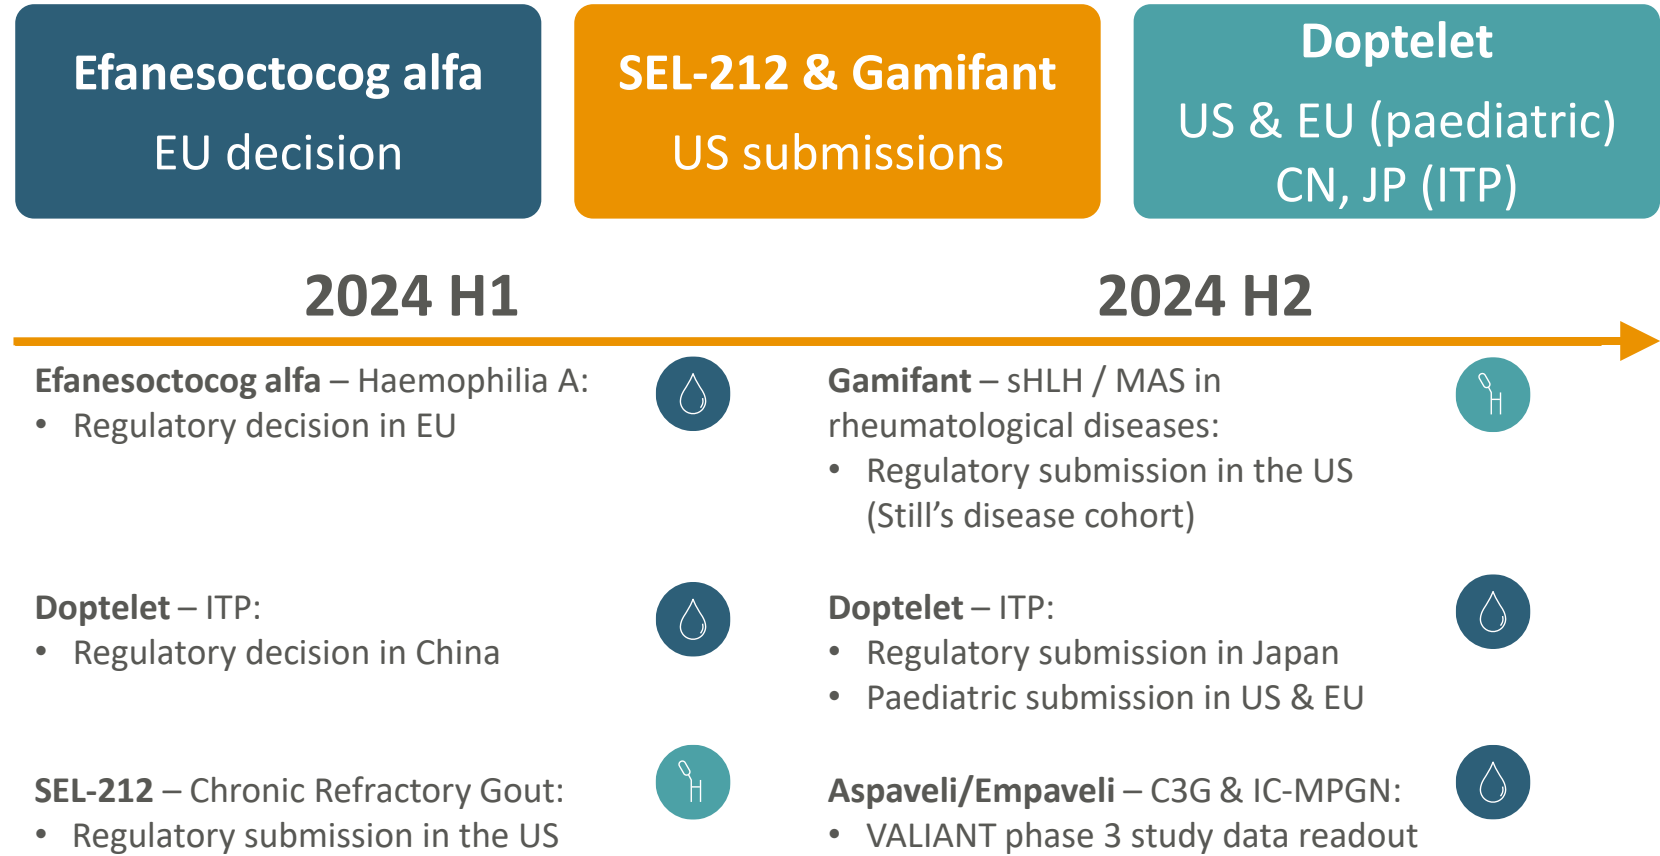 Efanesoctocog alfa
EU decision
SEL-212 & Gamifant
US submissions
Doptelet
US & EU (paediatric)
CN, JP (ITP)
2024 H1
2024 H2
Efanesoctocog alfa – Haemophilia A:
• Regulatory decision in EU
Doptelet – ITP:
• Regulatory decision in China
SEL-212 – Chronic Refractory Gout:
• Regulatory submission in the US
Gamifant – sHLH / MAS in
rheumatological diseases:
• Regulatory submission in the US
(Still’s disease cohort)
Doptelet – ITP:
• Regulatory submission in Japan
• Paediatric submission in US & EU
Aspaveli/Empaveli – C3G & IC-MPGN:
• VALIANT phase 3 study data readout